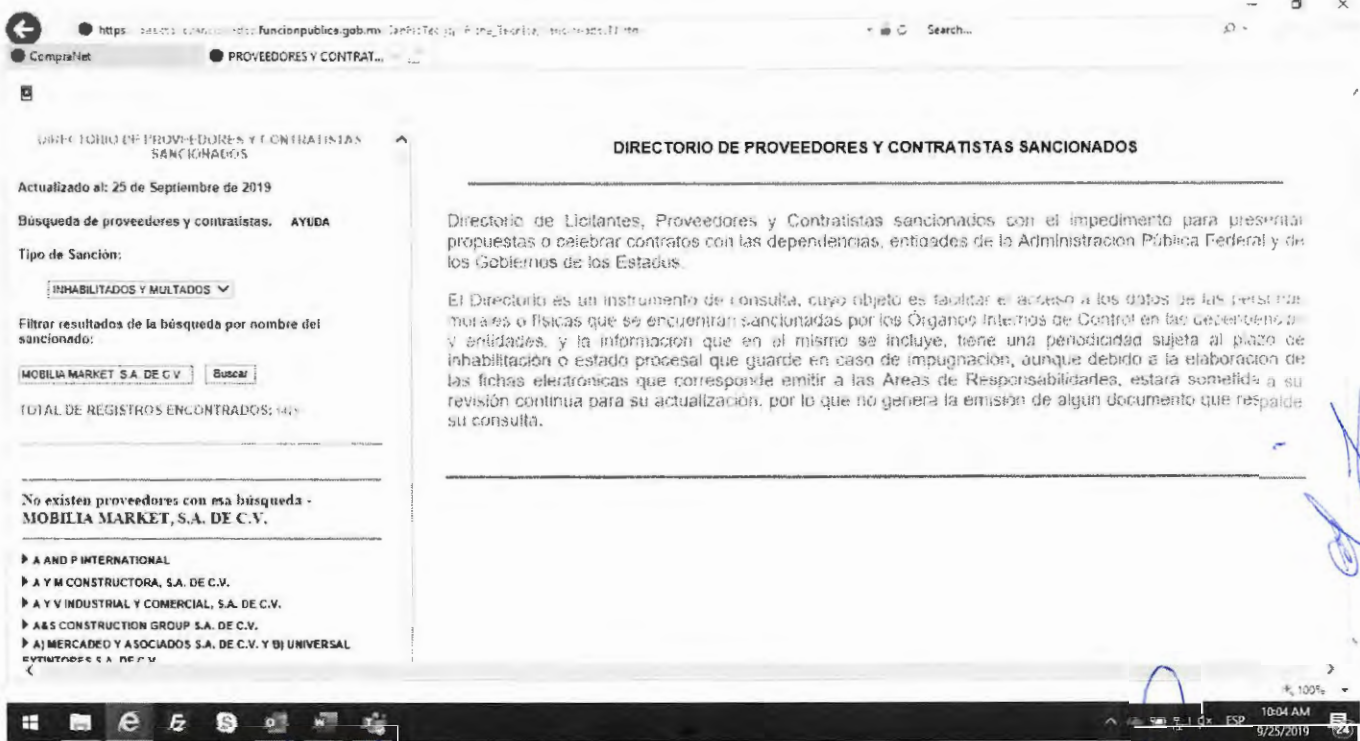 https
funcionpublica.gob.mx
Search...
CompraNet
PROVEEDORES Y CONTRAT...
DIRECTORIO DE PROVEEDORES Y CONTRATISTAS
SANCIONADOS
Actualizado al: 25 de Septiembre de 2019
Búsqueda de proveedores y contratistas. AYUDA
Tipo de Sanción:
INHABILITADOS Y MULTADOS
Filtrar resultados de la búsqueda por nombre del
sancionado:
MOBILIA MARKET S.A. DE C.V. Buscar
TOTAL DE REGISTROS ENCONTRADOS:
No existen proveedores con esa búsqueda -
MOBILIA MARKET, S.A. DE C.V.
A AND P INTERNATIONAL
A Y M CONSTRUCTORA, S.A. DE C.V.
A Y V INDUSTRIAL Y COMERCIAL, S.A. DE C.V.
A&S CONSTRUCTION GROUP S.A. DE C.V.
A) MERCADEO Y ASOCIADOS S.A. DE C.V. Y B) UNIVERSAL
EXTINTORES S.A. DE C.V.
DIRECTORIO DE PROVEEDORES Y CONTRATISTAS SANCIONADOS
Directorio de Licitantes, Proveedores y Contratistas sancionados con el impedimento para presentar
propuestas o celebrar contratos con las dependencias, entidades de la Administración Pública Federal y de
los Gobiernos de los Estados.
El Directorio es un instrumento de consulta, cuyo objeto es facilitar el acceso a los datos de las personas
morales o físicas que se encuentran sancionadas por los Órganos Internos de Control en las dependencias
y entidades, y la información que en el mismo se incluye, tiene una periodicidad sujeta al plazo de
inhabilitación o estado procesal que guarde en caso de impugnación, aunque debido a la elaboración de
las fichas electrónicas que corresponde emitir a las Áreas de Responsabilidades, estará sometida a su
revisión continua para su actualización, por lo que no genera la emisión de algún documento que respalde
su consulta.
100%
ESP
10:04 AM
9/25/2019
24